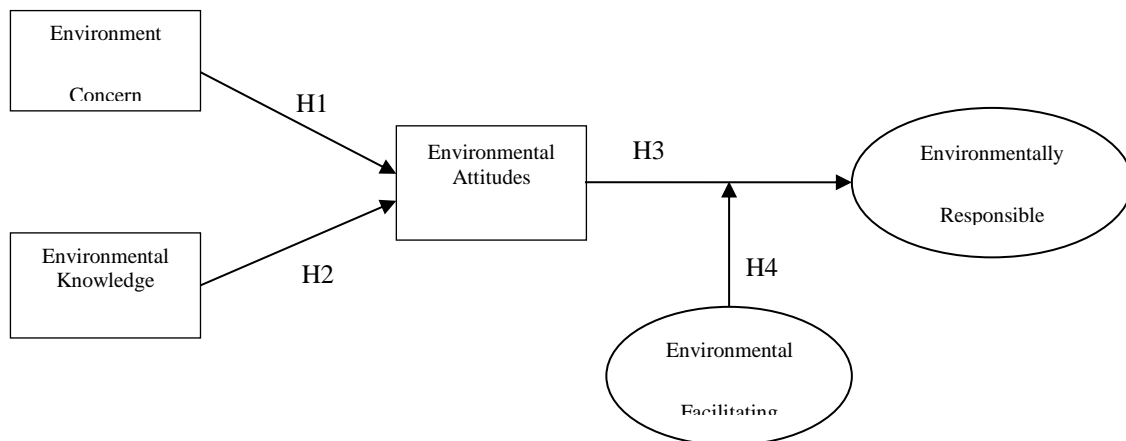 Environment
Concern
H1
Environmental
Attitudes
H3
Environmentally
Responsible
Environmental
Knowledge
H2
H4
Environmental
Facilitating